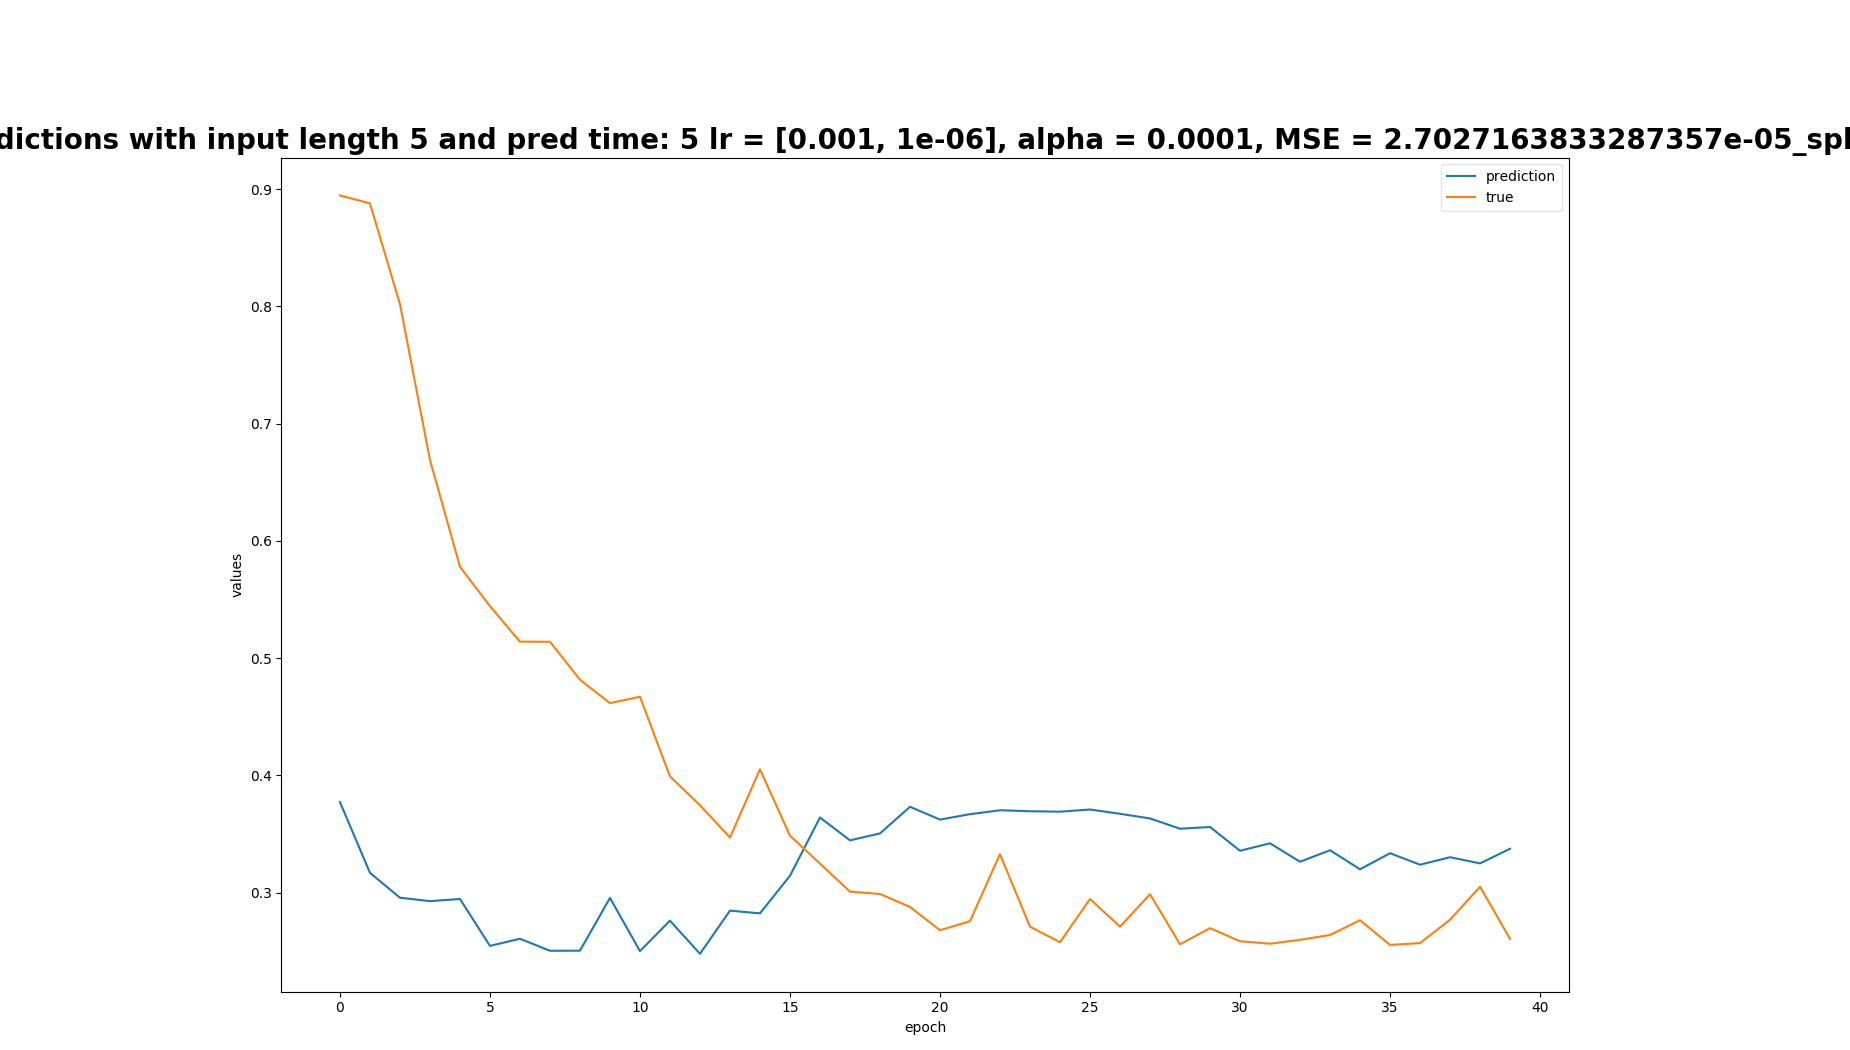 dictions with input length 5 and pred time: 5 lr = [0.001, 1e-06], alpha = 0.0001, MSE = 2.7027163833287357e-05_spl
prediction
true
0.9
0.8
0.7
0.6
0.5
0.4
0.3
values
0 5 10 15 20 25 30 35 40
epoch